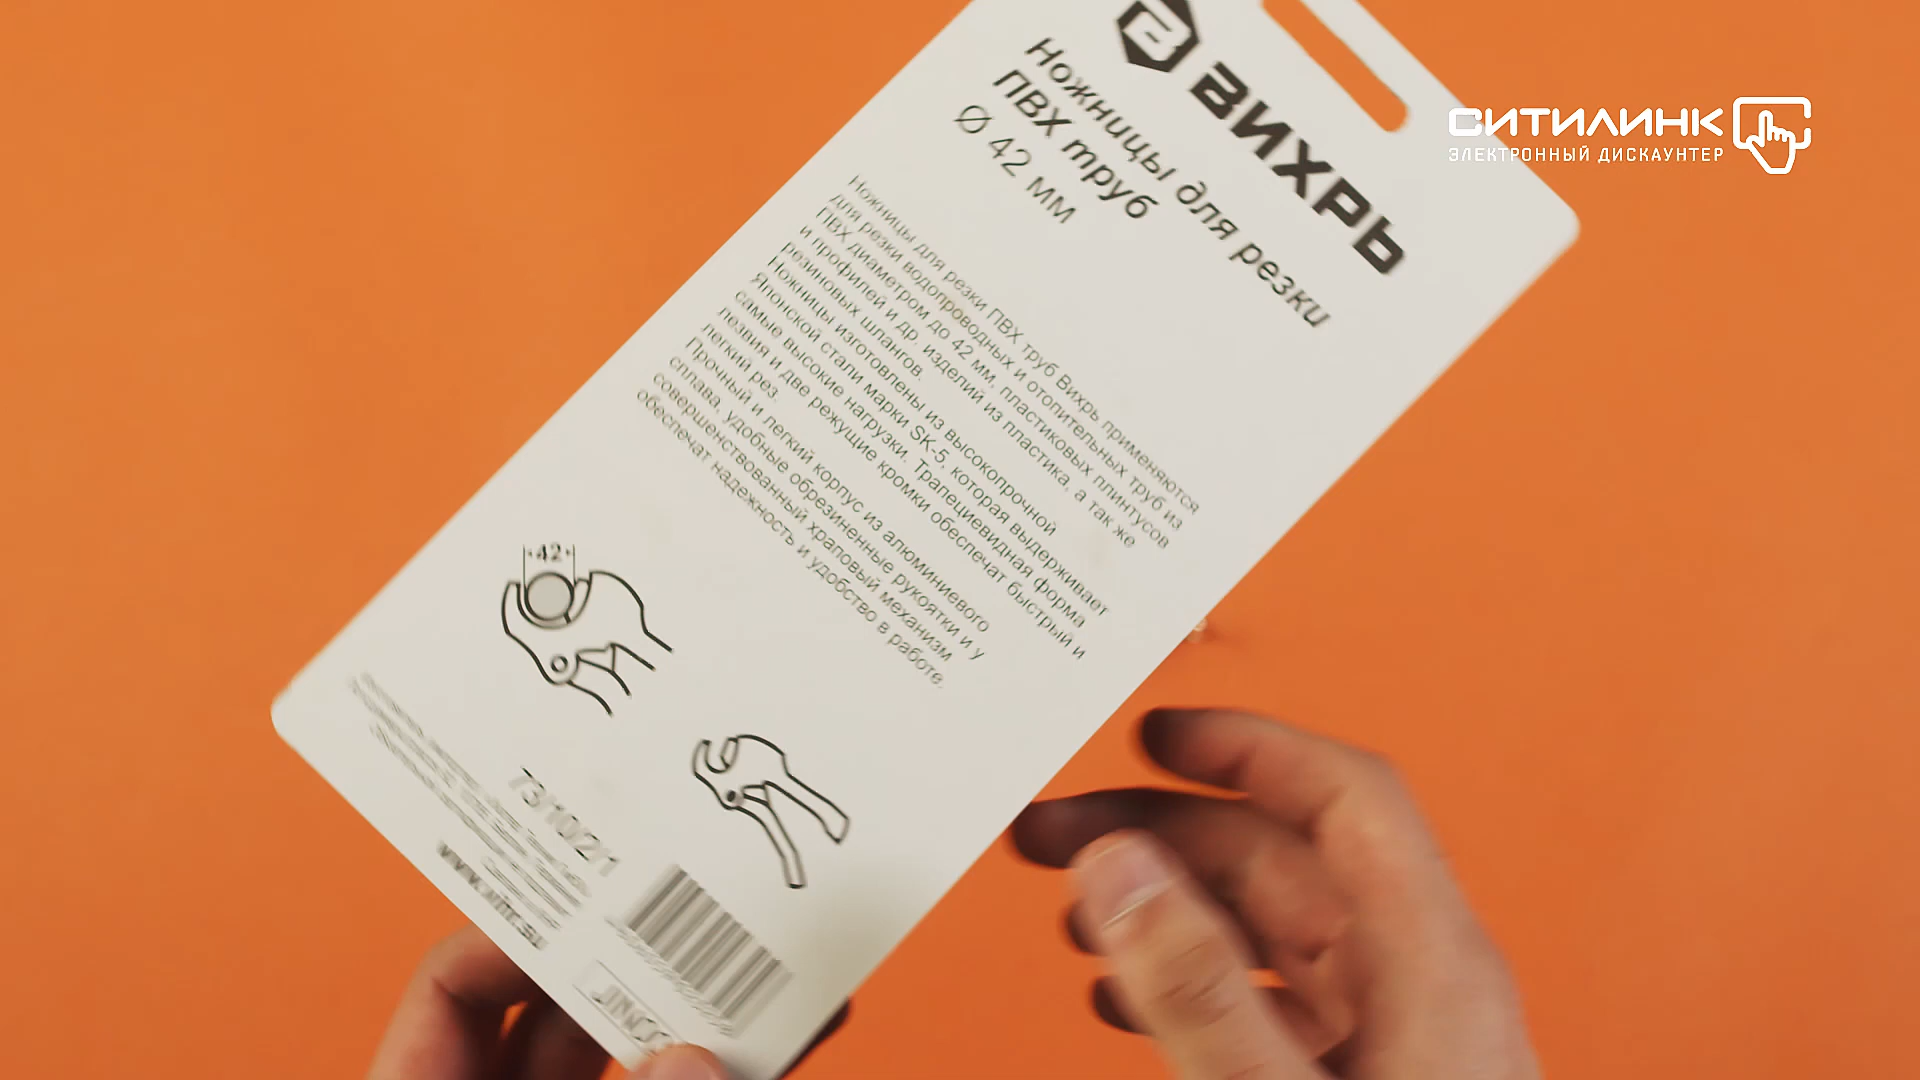 ВИХРЬ
Ножницы для резки
ПВХ труб
Ø 42 мм
Ножницы для резки ПВХ труб Вихрь применяются
для резки водопроводных и отопительных труб из
ПВХ диаметром до 42 мм, пластиковых плинтусов
и профилей и др. изделий из пластика, а так же
резиновых шлангов.
Ножницы изготовлены из высокопрочной
Японской стали марки SK-5, которая выдерживает
самые высокие нагрузки. Трапециевидная форма
лезвия и две режущие кромки обеспечат быстрый и
легкий рез.
Прочный и легкий корпус из алюминиевого
сплава, удобные обрезиненные рукоятки и у
совершенствованный храповый механизм
обеспечат надежность и удобство в работе.
42
73/10/2/1
СИТИЛИНК
ЭЛЕКТРОННЫЙ ДИСКАУНТЕР